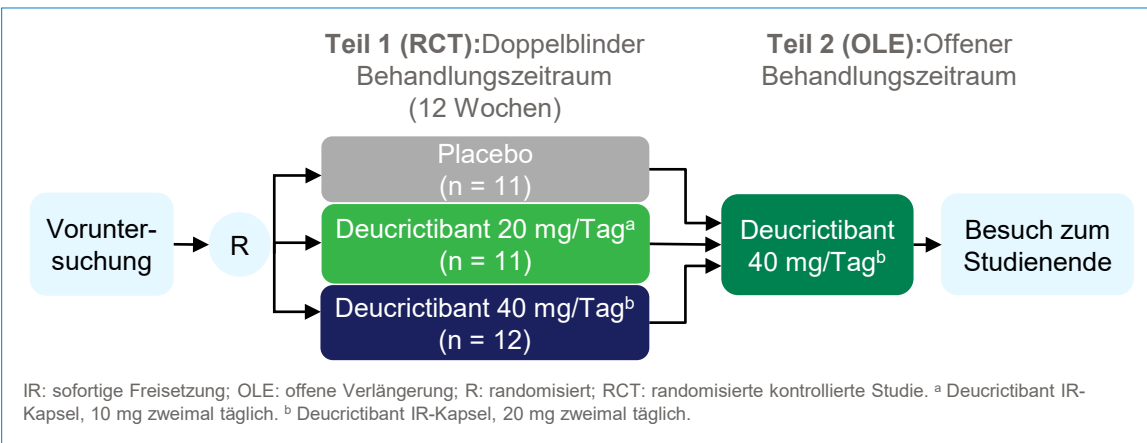 Teil 1 (RCT):Doppelblinder
Behandlungszeitraum
(12 Wochen)
Teil 2 (OLE):Offener
Behandlungszeitraum
Vorunter-
suchung
R
Placebo
(n = 11)
Deucrictibant 20 mg/Tagᵃ
(n = 11)
Deucrictibant 40 mg/Tagᵇ
(n = 12)
Deucrictibant
40 mg/Tagᵇ
Besuch zum
Studienende
IR: sofortige Freisetzung; OLE: offene Verlängerung; R: randomisiert; RCT: randomisierte kontrollierte Studie. ᵃ Deucrictibant IR-
Kapsel, 10 mg zweimal täglich. ᵇ Deucrictibant IR-Kapsel, 20 mg zweimal täglich.